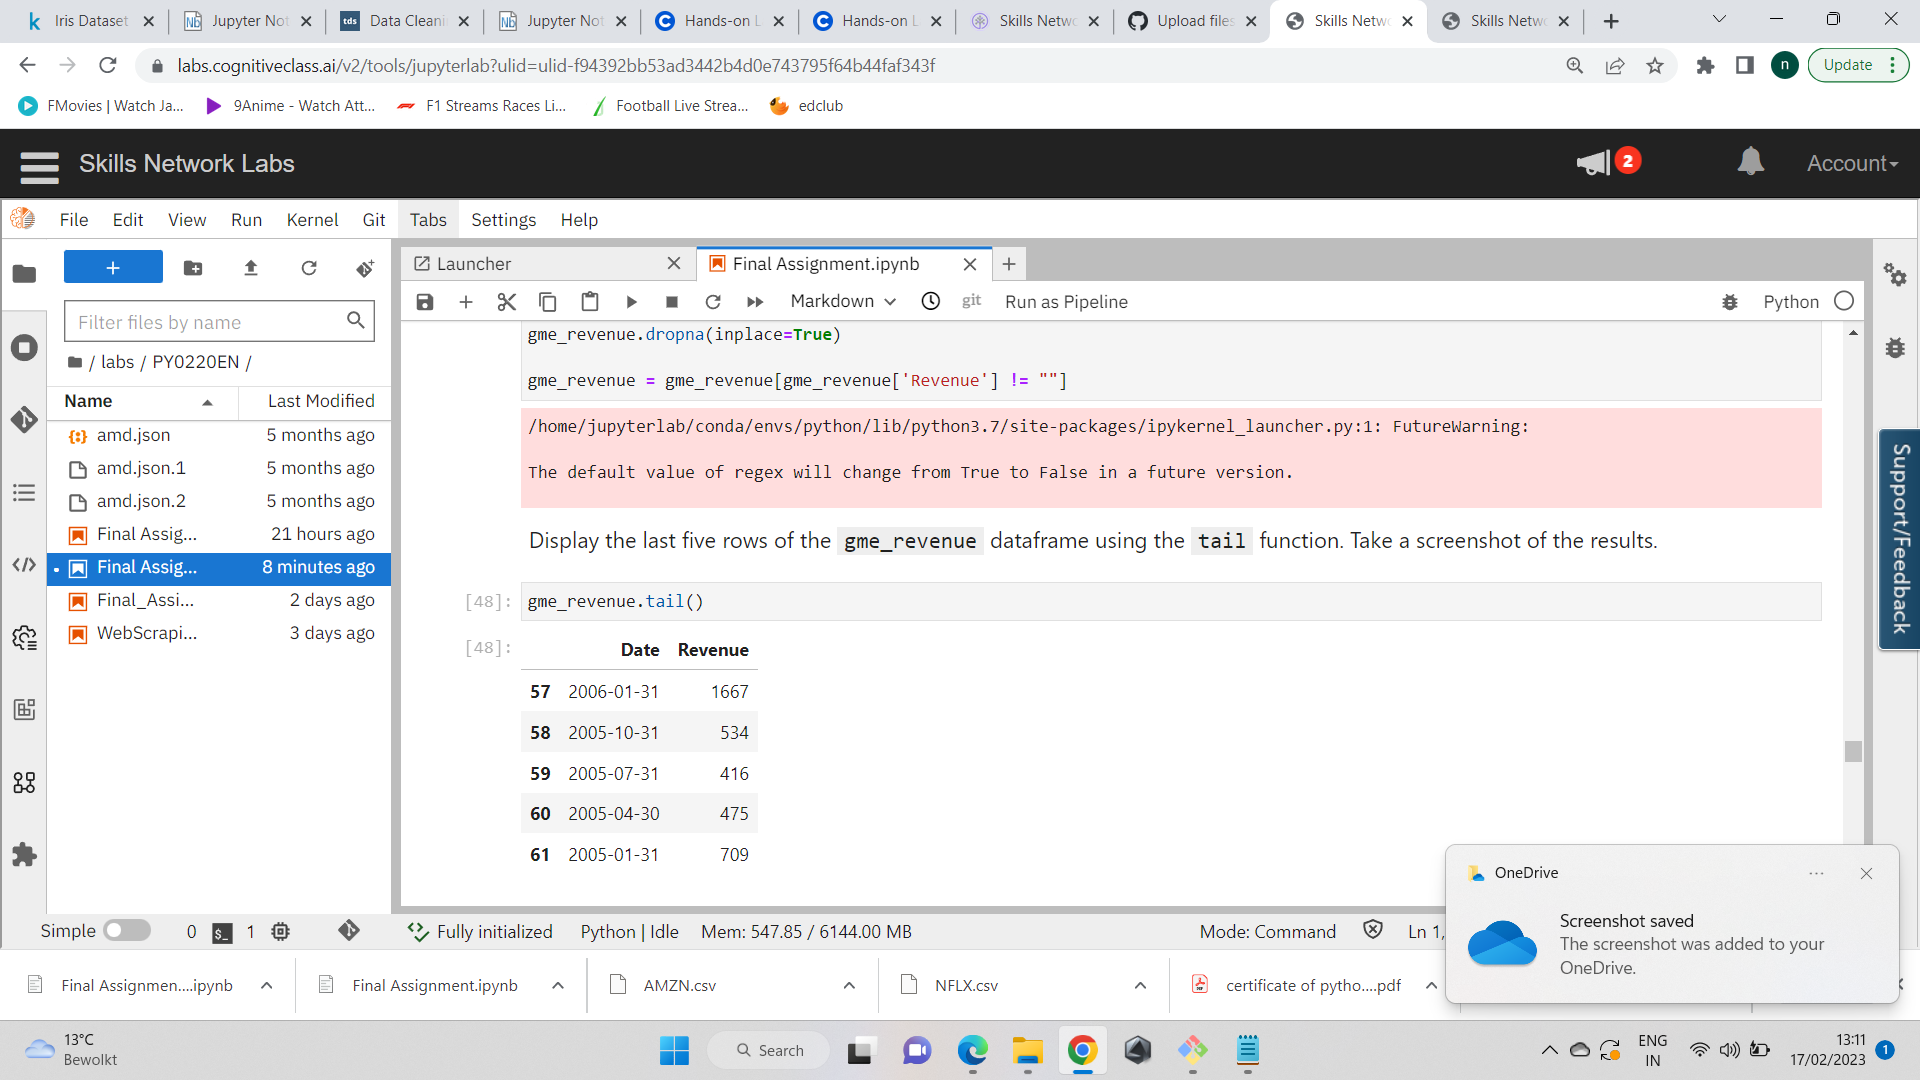 Iris Dataset
Jupyter Not
Data Cleani
Jupyter Not
Hands-on L
Hands-on L
Skills Netwo
Upload files
Skills Netwo
Skills Netwo
labs.cognitiveclass.ai/v2/tools/jupyterlab?ulid=ulid-f94392bb53ad3442b4d0e743795f64b44faf343f
n
Update
FMovies | Watch Ja...
9Anime - Watch Att...
F1 Streams Races Li...
Football Live Strea...
edclub
Skills Network Labs
2
Account
File Edit View Run Kernel Git Tabs Settings Help
Launcher
Final Assignment.ipynb
Markdown
git
Run as Pipeline
Python
Filter files by name
/ labs / PY0220EN /
Name Last Modified
amd.json 5 months ago
amd.json.1 5 months ago
amd.json.2 5 months ago
Final Assig... 21 hours ago
Final Assig... 8 minutes ago
Final_Assi... 2 days ago
WebScrapi... 3 days ago
gme_revenue.dropna(inplace=True)
gme_revenue = gme_revenue[gme_revenue['Revenue'] != ""]
/home/jupyterlab/conda/envs/python/lib/python3.7/site-packages/ipykernel_launcher.py:1: FutureWarning:
The default value of regex will change from True to False in a future version.
Display the last five rows of the gme_revenue dataframe using the tail function. Take a screenshot of the results.
[48]: gme_revenue.tail()
[48]: Date Revenue
57 2006-01-31 1667
58 2005-10-31 534
59 2005-07-31 416
60 2005-04-30 475
61 2005-01-31 709
Support/Feedback
OneDrive
Screenshot saved
The screenshot was added to your
OneDrive.
Simple 0 $_ 1
Fully initialized
Python | Idle
Mem: 547.85 / 6144.00 MB
Mode: Command
Ln 1,
Final Assignmen....ipynb
Final Assignment.ipynb
AMZN.csv
NFLX.csv
certificate of pytho....pdf
13°C
Bewolkt
Search
ENG
IN
13:11
17/02/2023
1